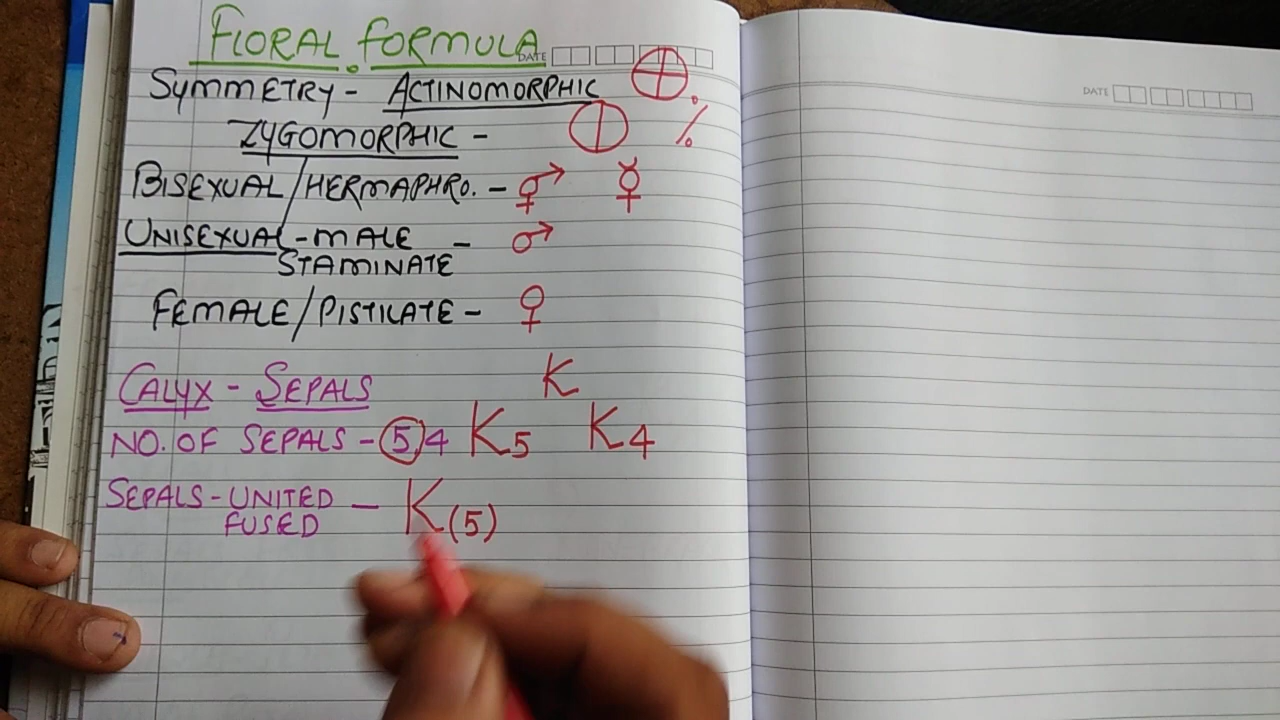 FLORAL FORMULA
DATE
SYMMETRY - ACTINOMORPHIC ⊕.
ZYGOMORPHIC - ⦶ %
BISEXUAL/HERMAPHRO. - ⚥ ☿
UNISEXUAL - MALE - ♂
STAMINATE
FEMALE/PISTILATE - ♀
CALYX - SEPALS K
NO. OF SEPALS - 5,4 K5 K4
SEPALS - UNITED - K(5)
FUSED
DATE